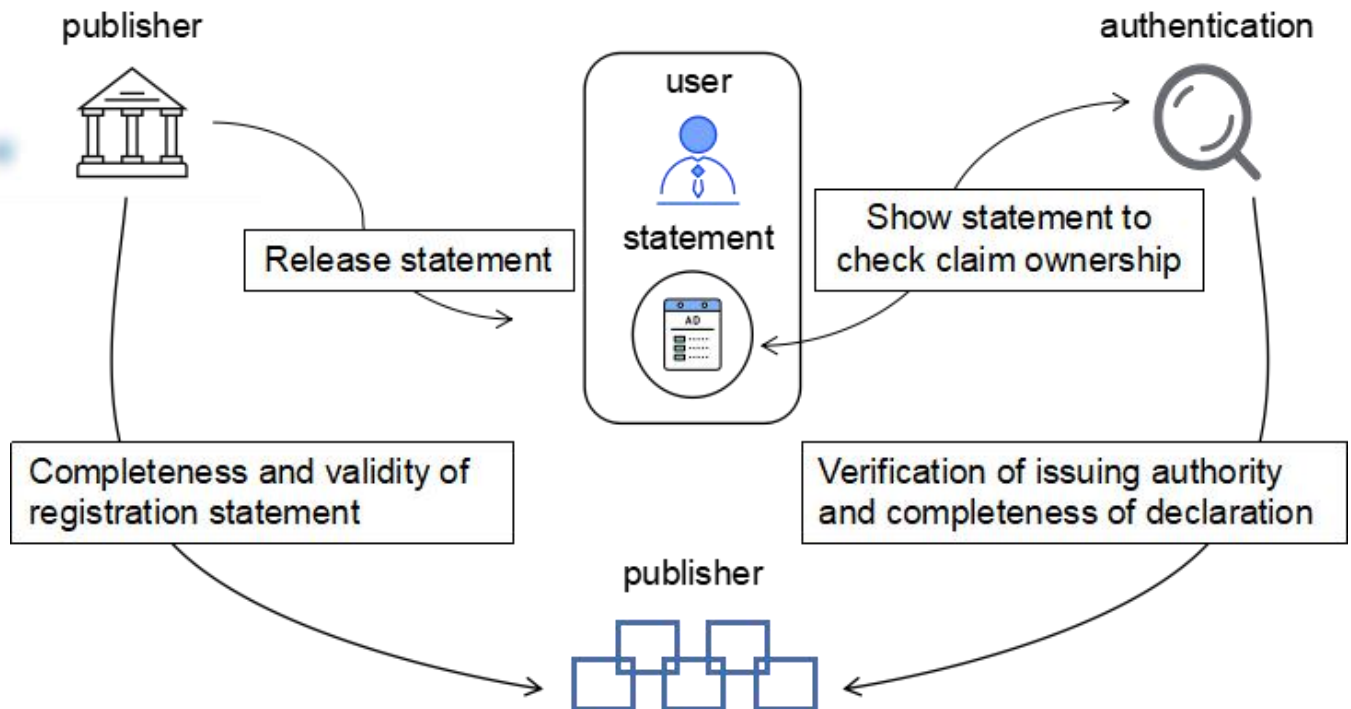 publisher
authentication
user
statement
AD
Release statement
Show statement to
check claim ownership
Completeness and validity of
registration statement
Verification of issuing authority
and completeness of declaration
publisher